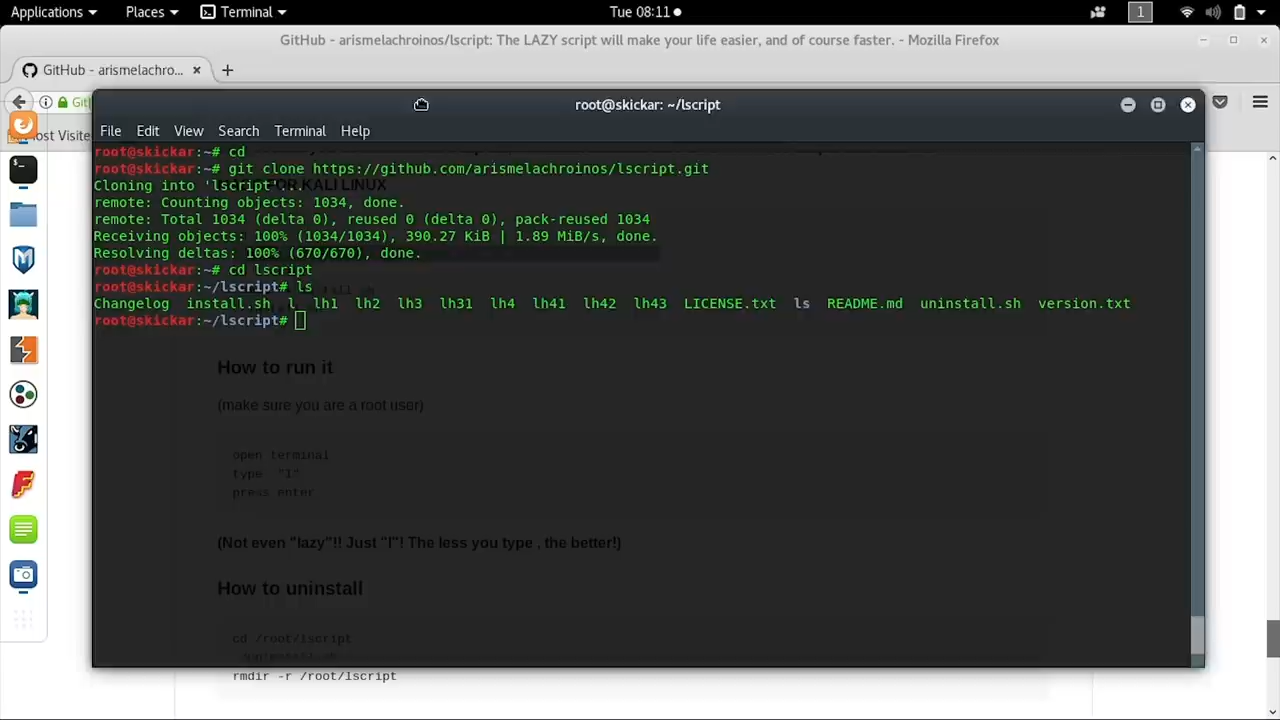 Applications Places Terminal Tue 08:11 1
GitHub - arismelachroinos/lscript: The LAZY script will make your life easier, and of course faster. - Mozilla Firefox
GitHub - arismelachro...
root@skickar: ~/lscript
File Edit View Search Terminal Help
ost Visite
root@skickar:~# cd
root@skickar:~# git clone https://github.com/arismelachroinos/lscript.git
Cloning into 'lscript'...
FOR KALI LINUX
remote: Counting objects: 1034, done.
remote: Total 1034 (delta 0), reused 0 (delta 0), pack-reused 1034
Receiving objects: 100% (1034/1034), 390.27 KiB | 1.89 MiB/s, done.
Resolving deltas: 100% (670/670), done.
root@skickar:~# cd lscript
root@skickar:~/lscript# ls
Changelog install.sh l lh1 lh2 lh3 lh31 lh4 lh41 lh42 lh43 LICENSE.txt ls README.md uninstall.sh version.txt
root@skickar:~/lscript#
How to run it
(make sure you are a root user)
open terminal
type "l"
press enter
(Not even "lazy"!! Just "l"! The less you type , the better!)
How to uninstall
cd /root/lscript
rmdir -r /root/lscript